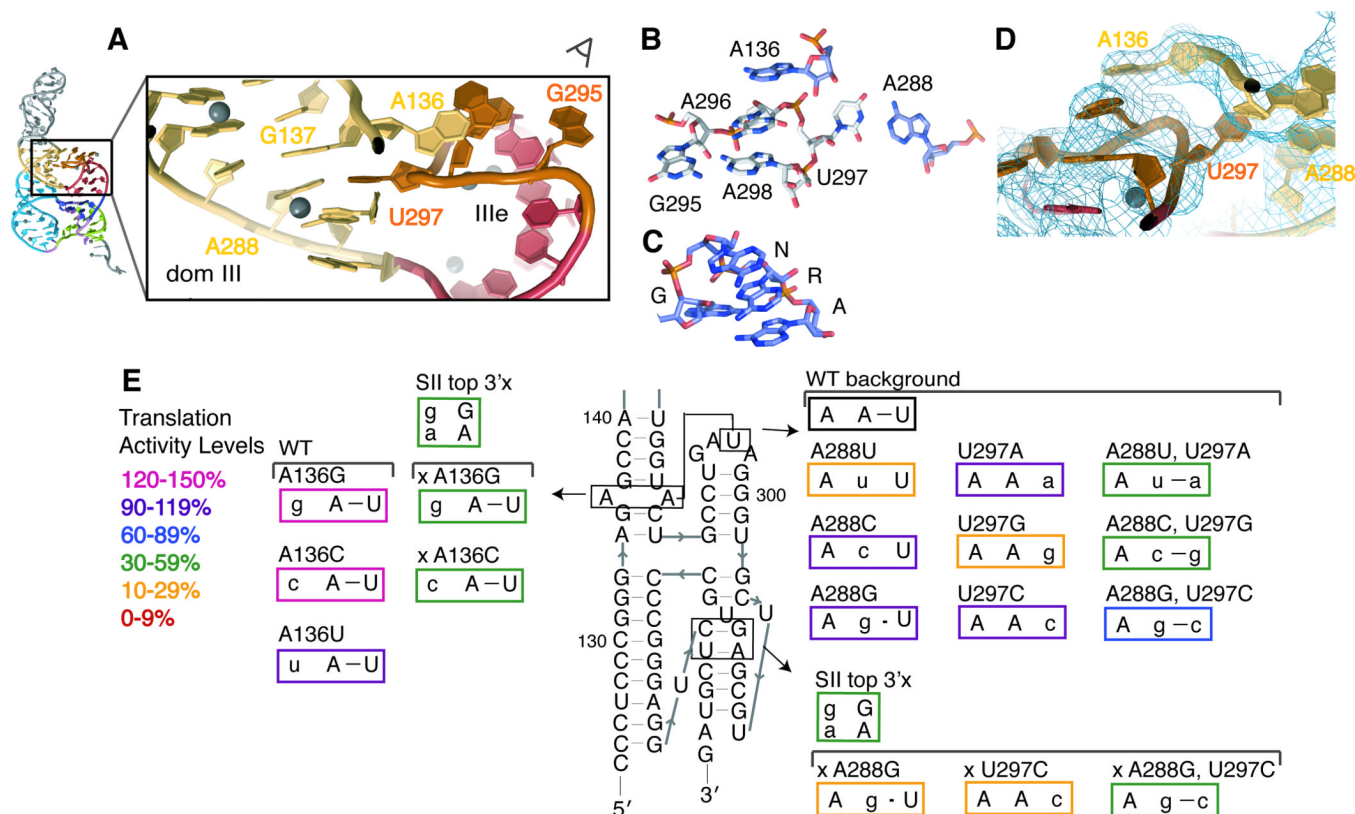 A
A136
G295
G137
U297
IIIe
A288
dom III
B
A136
A288
A296
A298
U297
G295
C
N
R
G
A
D
A136
U297
A288
E
Translation
Activity Levels
120-150%
90-119%
60-89%
30-59%
10-29%
0-9%
SII top 3'x
g G
a A
WT
A136G
g A–U
x A136G
g A–U
A136C
c A–U
x A136C
c A–U
A136U
u A–U
140
A U
C G
C G
G U
A A
G C
A U
G A U A
U G
C G
C G
G U
300
G C
G C
G C
C G
C G
130
C G
U A
C G
C G
C
5′
C G
G C
U
U
C G
U A
C G
G C
U G
A U
G
3′
WT background
A A–U
A288U
A u U
U297A
A A a
A288U, U297A
A u–a
A288C
A c U
U297G
A A g
A288C, U297G
A c–g
A288G
A g · U
U297C
A A c
A288G, U297C
A g–c
SII top 3'x
g G
a A
x A288G
A g · U
x U297C
A A c
x A288G, U297C
A g–c